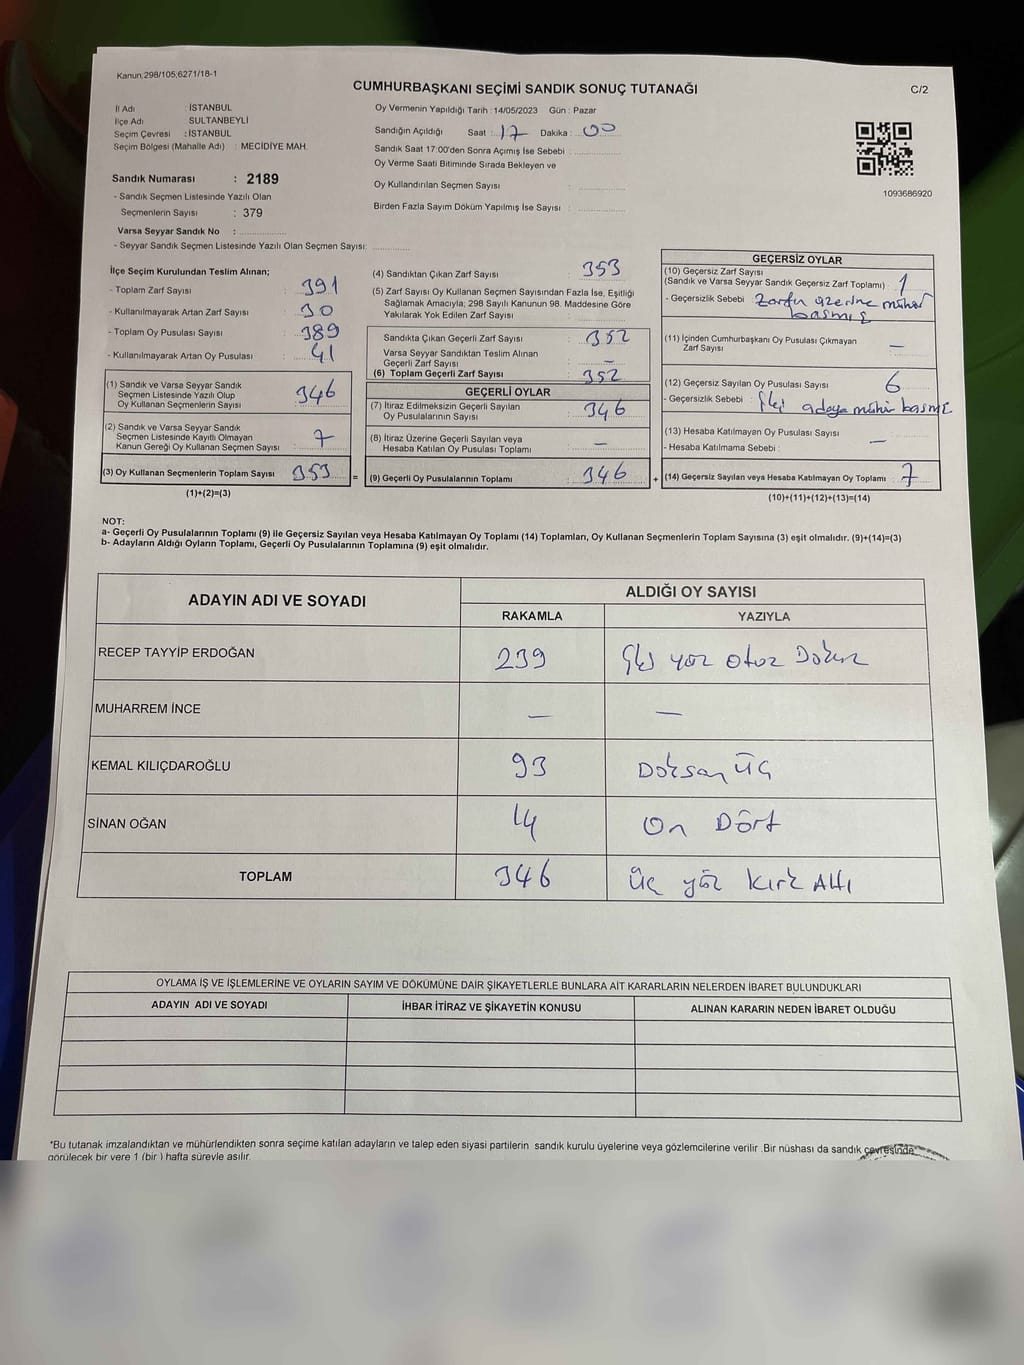 Kanun,298/105,6271/18-1
CUMHURBAŞKANI SEÇİMİ SANDIK SONUÇ TUTANAĞI
C/2
İl Adı : İSTANBUL
İlçe Adı SULTANBEYLİ
Seçim Çevresi : İSTANBUL
Seçim Bölgesi (Mahalle Adı) : MECİDİYE MAH.
Sandık Numarası : 2189
- Sandık Seçmen Listesinde Yazılı Olan
Seçmenlerin Sayısı : 379
Varsa Seyyar Sandık No :
- Seyyar Sandık Seçmen Listesinde Yazılı Olan Seçmen Sayısı:
Oy Vermenin Yapıldığı Tarih : 14/05/2023 Gün : Pazar
Sandığın Açıldığı Saat : 17 Dakika : 00
Sandık Saat 17:00'den Sonra Açımış İse Sebebi :
Oy Verme Saati Bitiminde Sırada Bekleyen ve
Oy Kullandırılan Seçmen Sayısı :
Birden Fazla Sayım Döküm Yapılmış İse Sayısı :
1093686920
İlçe Seçim Kurulundan Teslim Alınan;
- Toplam Zarf Sayısı : 391
- Kullanılmayarak Artan Zarf Sayısı : 30
- Toplam Oy Pusulası Sayısı : 389
- Kullanılmayarak Artan Oy Pusulası : 41
(1) Sandık ve Varsa Seyyar Sandık
Seçmen Listesinde Yazılı Olup
Oy Kullanan Seçmenlerin Sayısı : 346
(2) Sandık ve Varsa Seyyar Sandık
Seçmen Listesinde Kayıtlı Olmayan
Kanun Gereği Oy Kullanan Seçmen Sayısı : 7
(3) Oy Kullanan Seçmenlerin Toplam Sayısı 353
(1)+(2)=(3)
(4) Sandıktan Çıkan Zarf Sayısı : 353
(5) Zarf Sayısı Oy Kullanan Seçmen Sayısından Fazla İse, Eşitliği
Sağlamak Amacıyla; 298 Sayılı Kanunun 98. Maddesine Göre
Yakılarak Yok Edilen Zarf Sayısı :
Sandıkta Çıkan Geçerli Zarf Sayısı : 352
Varsa Seyyar Sandıktan Teslim Alınan
Geçerli Zarf Sayısı : —
(6) Toplam Geçerli Zarf Sayısı : 352
GEÇERLİ OYLAR
(7) İtiraz Edilmeksizin Geçerli Sayılan
Oy Pusulalarının Sayısı : 346
(8) İtiraz Üzerine Geçerli Sayılan veya
Hesaba Katılan Oy Pusulası Toplamı : —
= (9) Geçerli Oy Pusulalarının Toplamı : 346
GEÇERSİZ OYLAR
(10) Geçersiz Zarf Sayısı
(Sandık ve Varsa Seyyar Sandık Geçersiz Zarf Toplamı) : 1
- Geçersizlik Sebebi : Zarfın üzerine mühür
basmış
(11) İçinden Cumhurbaşkanı Oy Pusulası Çıkmayan
Zarf Sayısı : —
(12) Geçersiz Sayılan Oy Pusulası Sayısı : 6
- Geçersizlik Sebebi : İki adaya mühür basmış
(13) Hesaba Katılmayan Oy Pusulası Sayısı : —
- Hesaba Katılmama Sebebi :
+ (14) Geçersiz Sayılan veya Hesaba Katılmayan Oy Toplamı : 7
(10)+(11)+(12)+(13)=(14)
NOT:
a- Geçerli Oy Pusulalarının Toplamı (9) ile Geçersiz Sayılan veya Hesaba Katılmayan Oy Toplamı (14) Toplamları, Oy Kullanan Seçmenlerin Toplam Sayısına (3) eşit olmalıdır. (9)+(14)=(3)
b- Adayların Aldığı Oyların Toplamı, Geçerli Oy Pusulalarının Toplamına (9) eşit olmalıdır.
ADAYIN ADI VE SOYADI ALDIĞI OY SAYISI
RAKAMLA YAZIYLA
RECEP TAYYİP ERDOĞAN 239 İki yüz otuz Dokuz
MUHARREM İNCE — —
KEMAL KILIÇDAROĞLU 93 Doksan üç
SİNAN OĞAN 14 On Dört
TOPLAM 346 üç yüz kırk Altı
OYLAMA İŞ VE İŞLEMLERİNE VE OYLARIN SAYIM VE DÖKÜMÜNE DAİR ŞİKAYETLERLE BUNLARA AİT KARARLARIN NELERDEN İBARET BULUNDUKLARI
ADAYIN ADI VE SOYADI İHBAR İTİRAZ VE ŞİKAYETİN KONUSU ALINAN KARARIN NEDEN İBARET OLDUĞU
*Bu tutanak imzalandıktan ve mühürlendikten sonra seçime katılan adayların ve talep eden siyasi partilerin sandık kurulu üyelerine veya gözlemcilerine verilir .Bir nüshası da sandık çevresinde
görülecek bir yere 1 (bir ) hafta süreyle asılır.